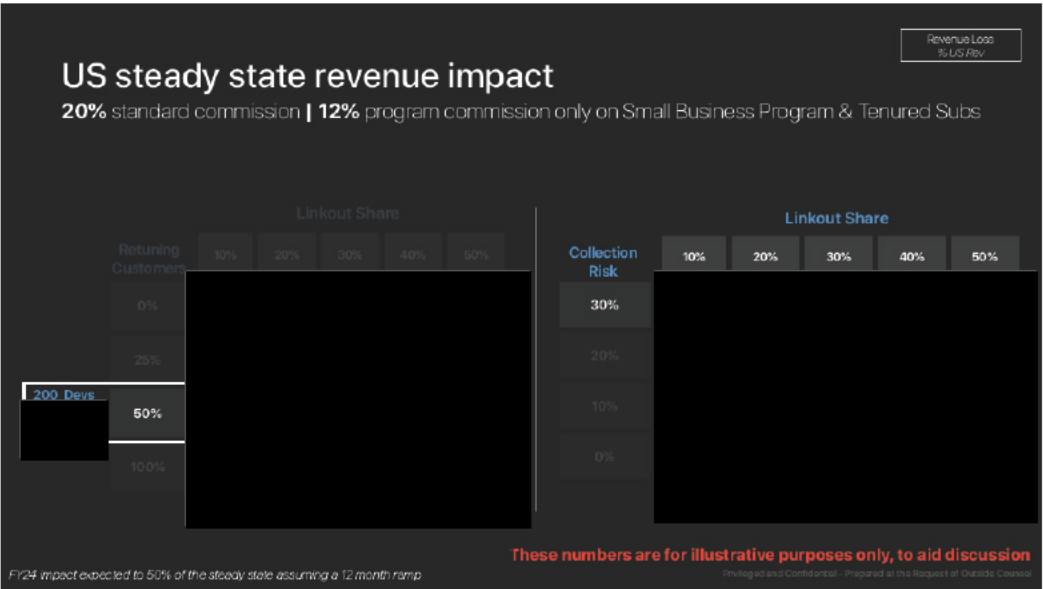 Revenue Loss
% US Rev
US steady state revenue impact
20% standard commission | 12% program commission only on Small Business Program & Tenured Subs
Linkout Share
Retuning
Customers
10% 20% 30% 40% 50%
0%
25%
200 Devs
50%
100%
Linkout Share
Collection
Risk
10% 20% 30% 40% 50%
30%
20%
10%
0%
These numbers are for illustrative purposes only, to aid discussion
FY24 impact expected to 50% of the steady state assuming a 12 month ramp
Privileged and Confidential - Prepared at the Request of Outside Counsel